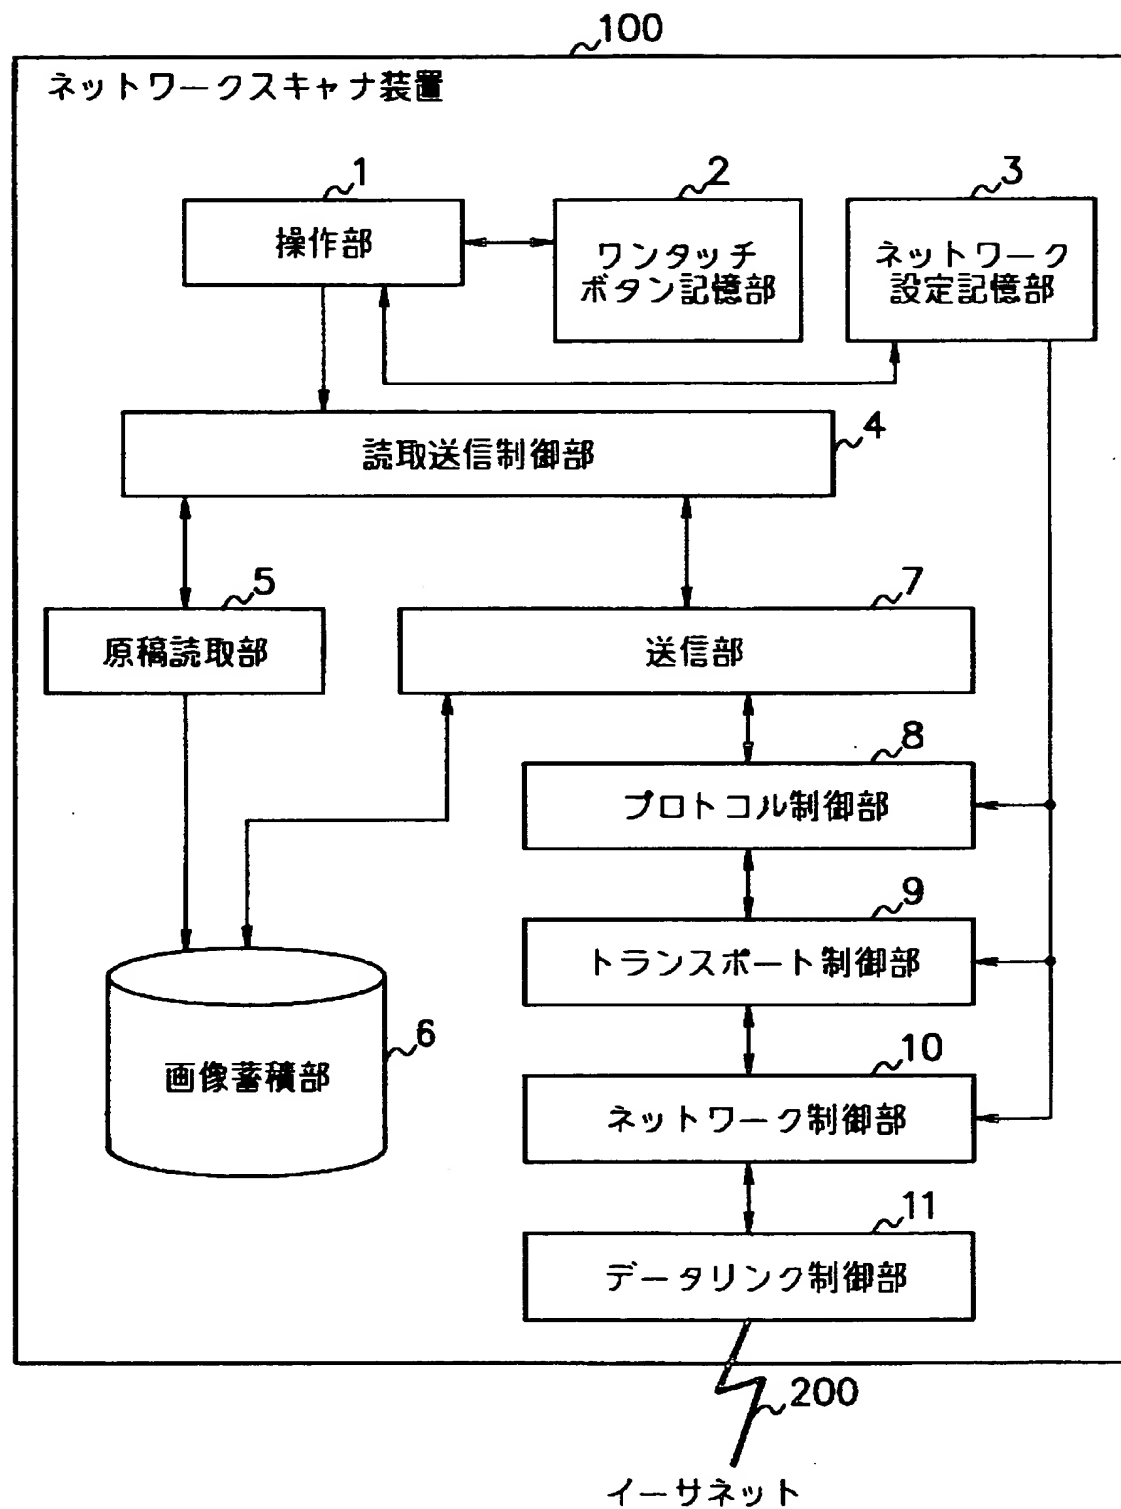 100
ネットワークスキャナ装置
1
操作部
2
ワンタッチ
ボタン記憶部
3
ネットワーク
設定記憶部
4
読取送信制御部
5
原稿読取部
7
送信部
8
プロトコル制御部
9
トランスポート制御部
6
画像蓄積部
10
ネットワーク制御部
11
データリンク制御部
200
イーサネット